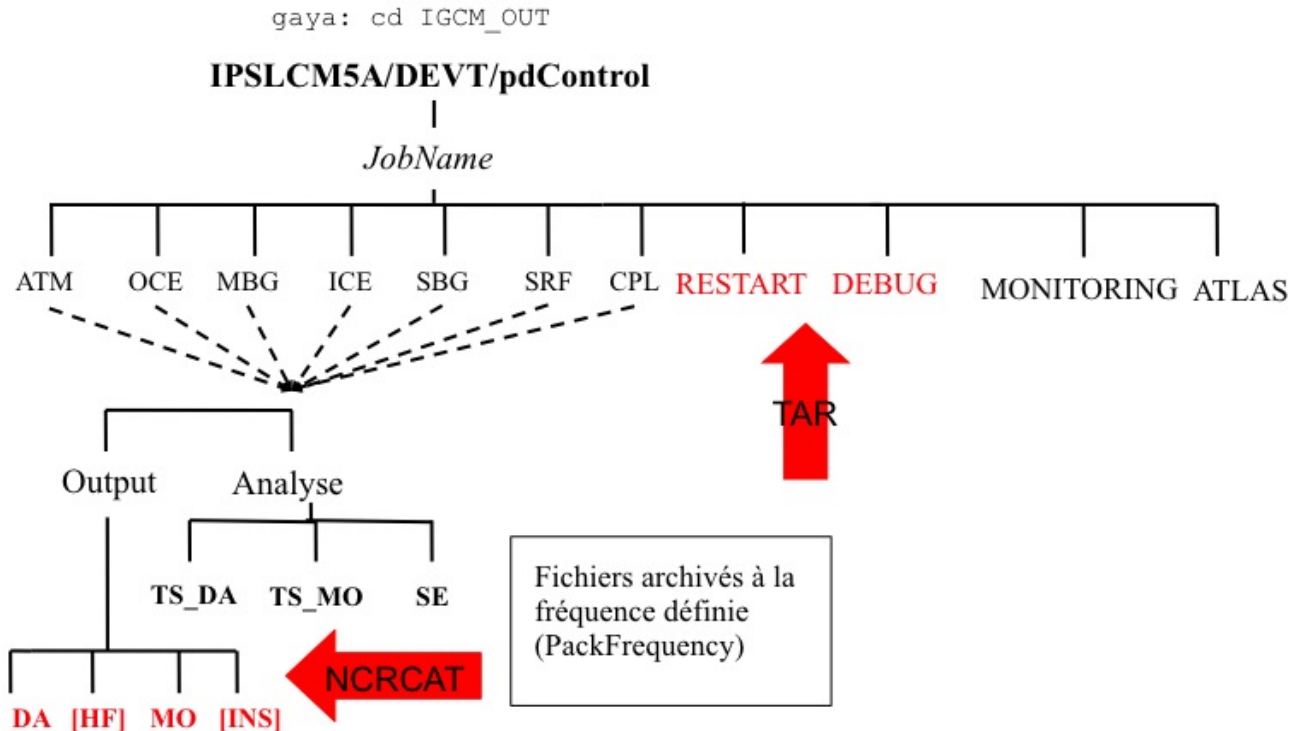 gaya: cd IGCM_OUT
IPSLCM5A/DEVT/pdControl
JobName
ATM OCE MBG ICE SBG SRF CPL RESTART DEBUG MONITORING ATLAS
TAR
Output Analyse
TS_DA TS_MO SE
Fichiers archivés à la
fréquence définie
(PackFrequency)
NCRCAT
DA [HF] MO [INS]